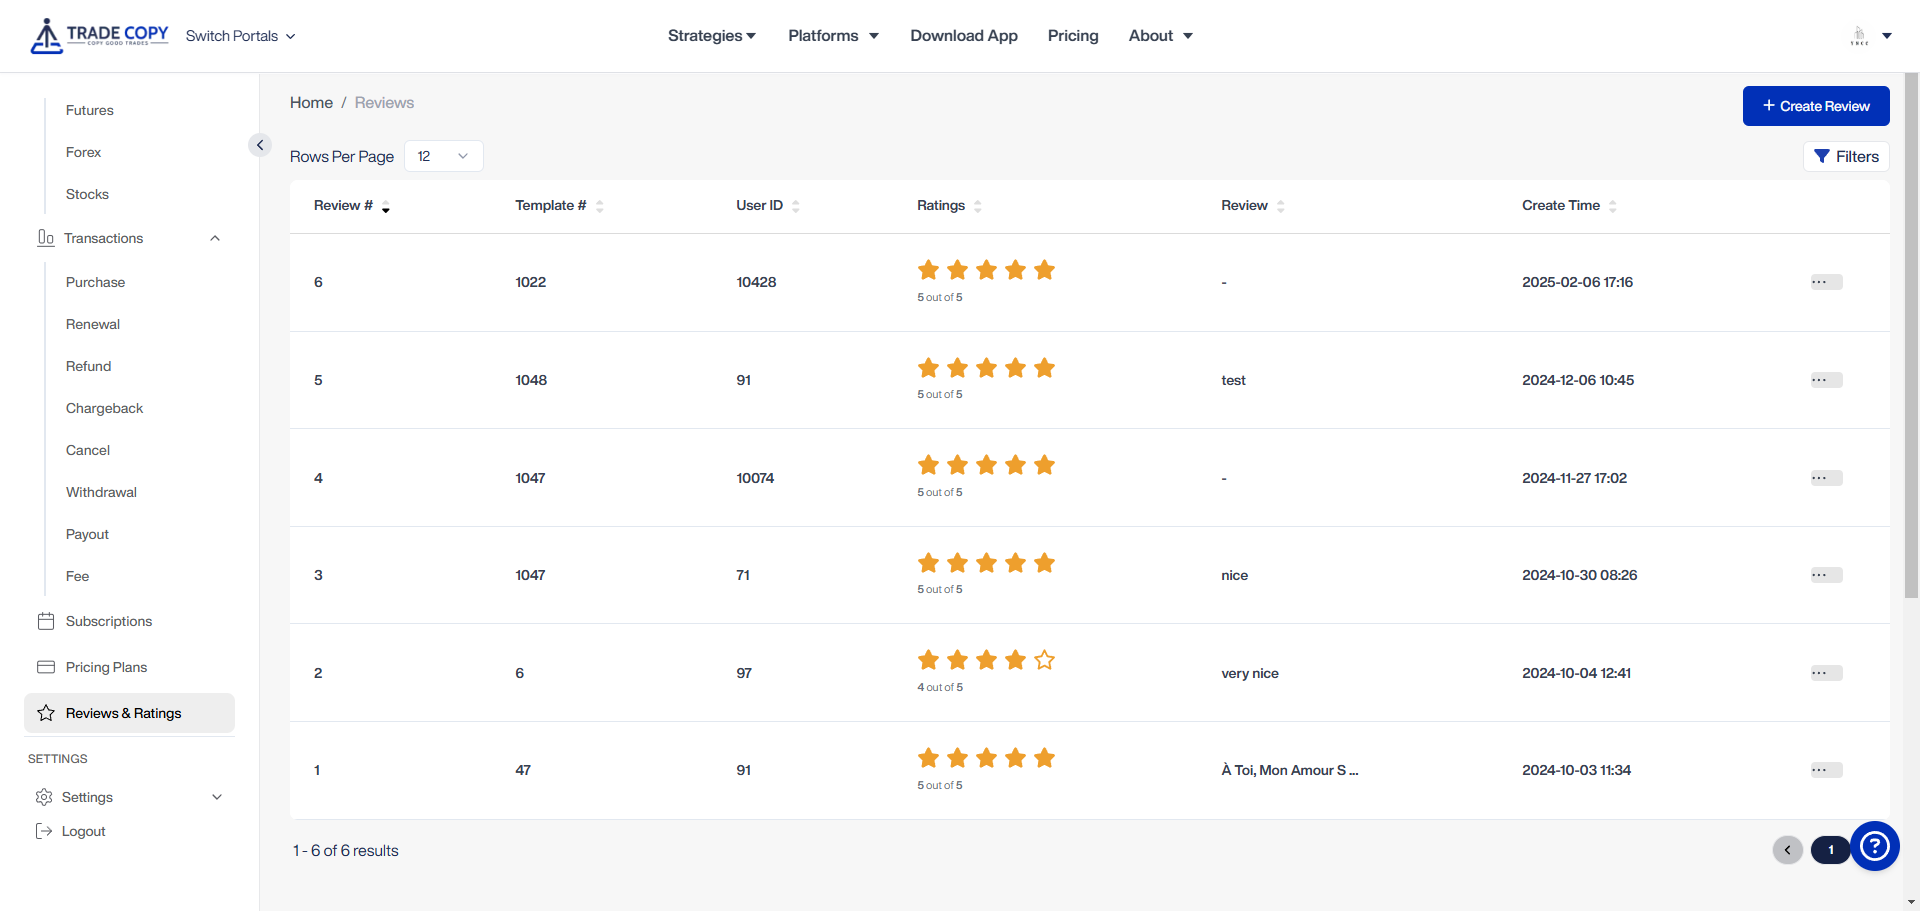 TRADE COPY
COPY GOOD TRADES
Switch Portals
Strategies
Platforms
Download App
Pricing
About
Futures
Forex
Stocks
Transactions
Purchase
Renewal
Refund
Chargeback
Cancel
Withdrawal
Payout
Fee
Subscriptions
Pricing Plans
Reviews & Ratings
SETTINGS
Settings
Logout
Home / Reviews
+ Create Review
Rows Per Page 12
Filters
Review # Template # User ID Ratings Review Create Time
6 1022 10428 5 out of 5 - 2025-02-06 17:16 ...
5 1048 91 5 out of 5 test 2024-12-06 10:45 ...
4 1047 10074 5 out of 5 - 2024-11-27 17:02 ...
3 1047 71 5 out of 5 nice 2024-10-30 08:26 ...
2 6 97 4 out of 5 very nice 2024-10-04 12:41 ...
1 47 91 5 out of 5 À Toi, Mon Amour S ... 2024-10-03 11:34 ...
1 - 6 of 6 results
1
?